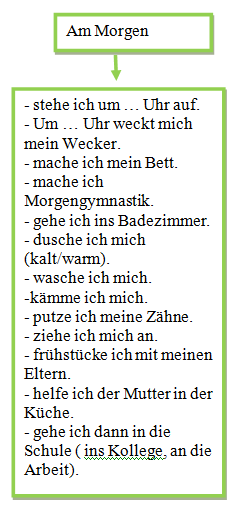 Am Morgen
- stehe ich um … Uhr auf.
- Um … Uhr weckt mich
mein Wecker.
- mache ich mein Bett.
- mache ich
Morgengymnastik.
- gehe ich ins Badezimmer.
- dusche ich mich
(kalt/warm).
- wasche ich mich.
-kämme ich mich.
- putze ich meine Zähne.
- ziehe ich mich an.
- frühstücke ich mit meinen
Eltern.
- helfe ich der Mutter in der
Küche.
- gehe ich dann in die
Schule ( ins Kollege, an die
Arbeit).